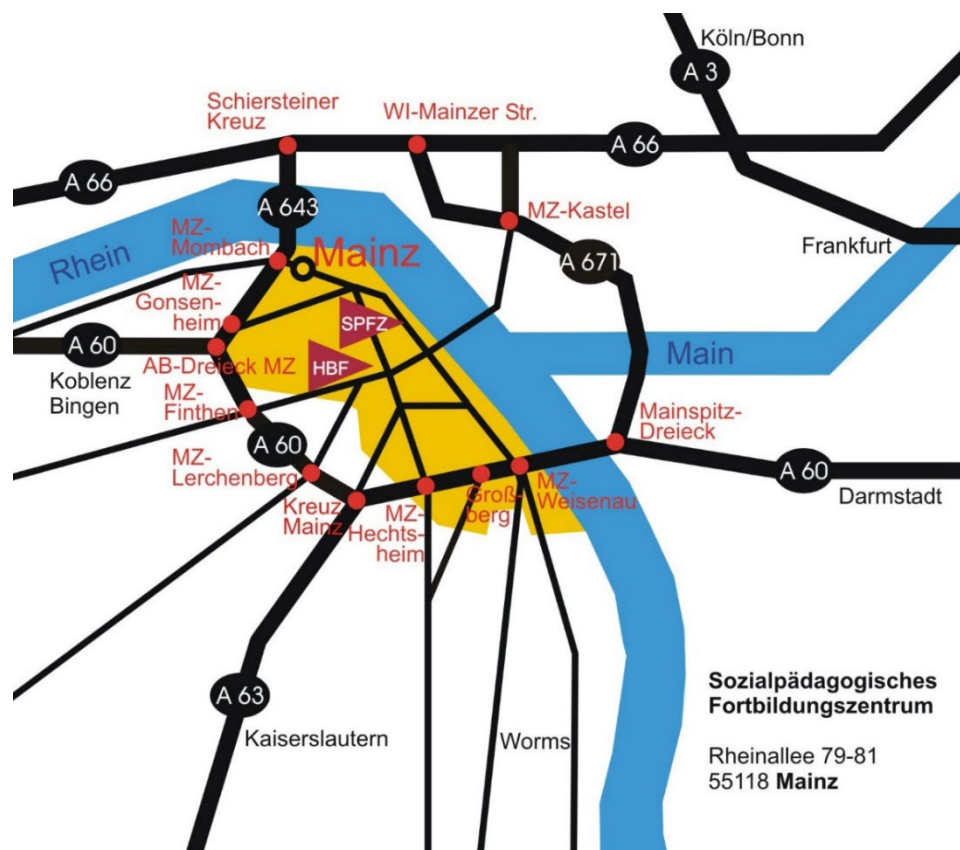 Köln/Bonn
A 3
Schiersteiner
Kreuz
WI-Mainzer Str.
A 66
A 66
A 643
MZ-
Mombach
Mainz
MZ-Kastel
Rhein
Frankfurt
A 671
MZ-
Gonsen-
heim
SPFZ
A 60
AB-Dreieck MZ
HBF
Main
Koblenz
Bingen
MZ-
Finthen
Mainspitz-
Dreieck
A 60
MZ-
Lerchenberg
A 60
Darmstadt
Kreuz
Mainz
MZ-
Hechts-
heim
Groß-
berg
MZ-
Weisenau
A 63
Kaiserslautern
Worms
Sozialpädagogisches
Fortbildungszentrum
Rheinallee 79-81
55118 Mainz